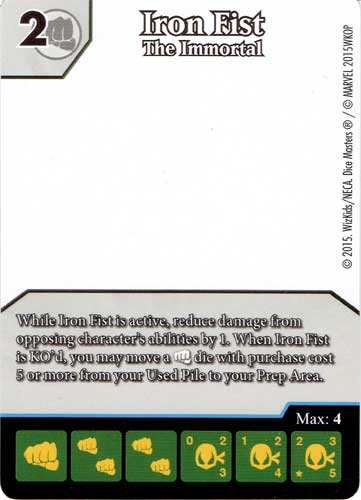 2
Iron Fist
The Immortal
© 2015. WizKids/NECA. Dice Masters ® / © MARVEL 2015WKOP
While Iron Fist is active, reduce damage from
opposing character's abilities by 1. When Iron Fist
is KO'd, you may move a die with purchase cost
5 or more from your Used Pile to your Prep Area.
Max: 4
0 2 3
1 2 4
2 3 ★ 5